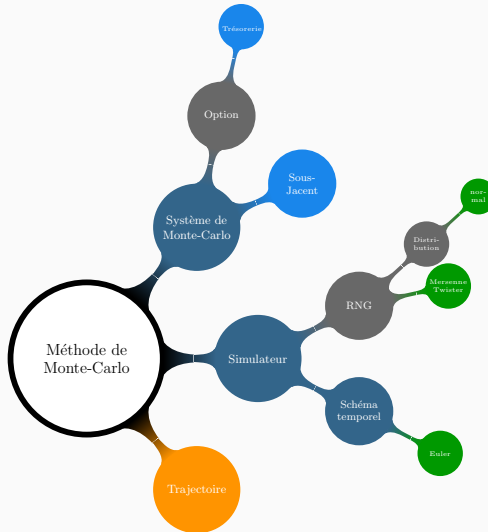 Trésorerie
Option
Sous-
Jacent
Système de
Monte-Carlo
nor-
mal
Distri-
bution
Mersenne
Twister
RNG
Méthode de
Monte-Carlo
Simulateur
Schéma
temporel
Euler
Trajectoire